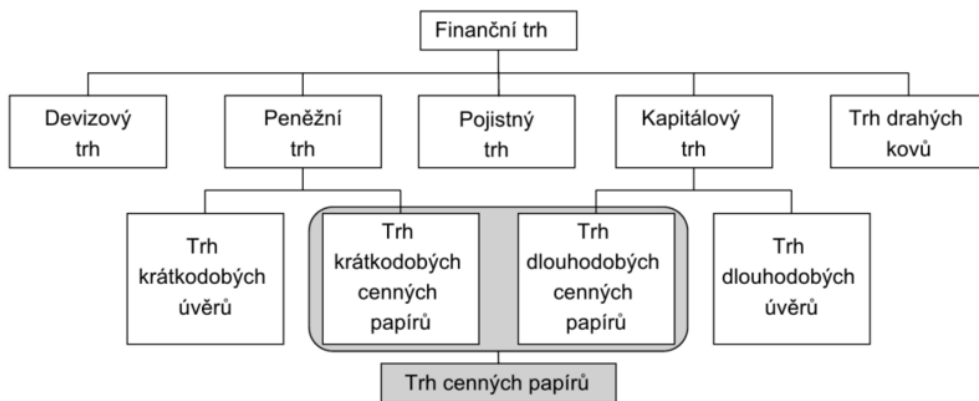 Finanční trh
Devizový
trh
Peněžní
trh
Pojistný
trh
Kapitálový
trh
Trh drahých
kovů
Trh
krátkodobých
úvěrů
Trh
krátkodobých
cenných
papírů
Trh
dlouhodobých
cenných
papírů
Trh
dlouhodobých
úvěrů
Trh cenných papírů